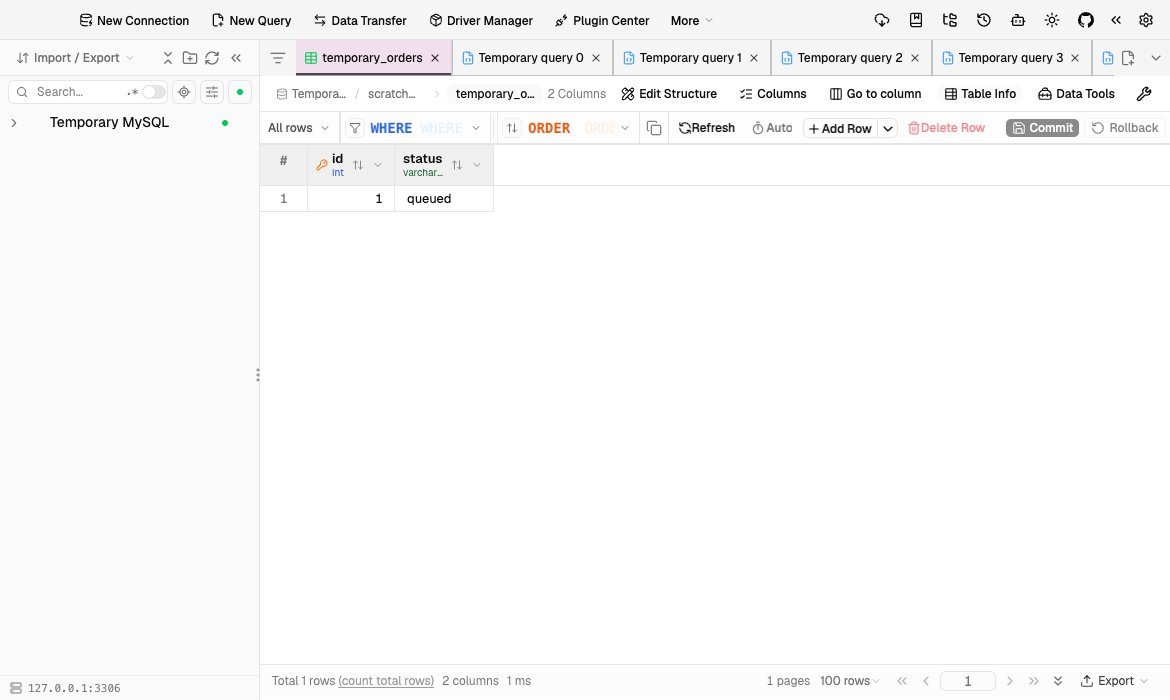 New Connection New Query Data Transfer Driver Manager Plugin Center More
Import / Export
temporary_orders Temporary query 0 Temporary query 1 Temporary query 2 Temporary query 3
Search... .*
Tempora... / scratch... temporary_o... 2 Columns Edit Structure Columns Go to column Table Info Data Tools
Temporary MySQL
All rows WHERE WHERE ORDER ORDE Refresh Auto Add Row Delete Row Commit Rollback
# id int status varchar...
1 1 queued
Total 1 rows (count total rows) 2 columns 1 ms 1 pages 100 rows 1 Export
127.0.0.1:3306